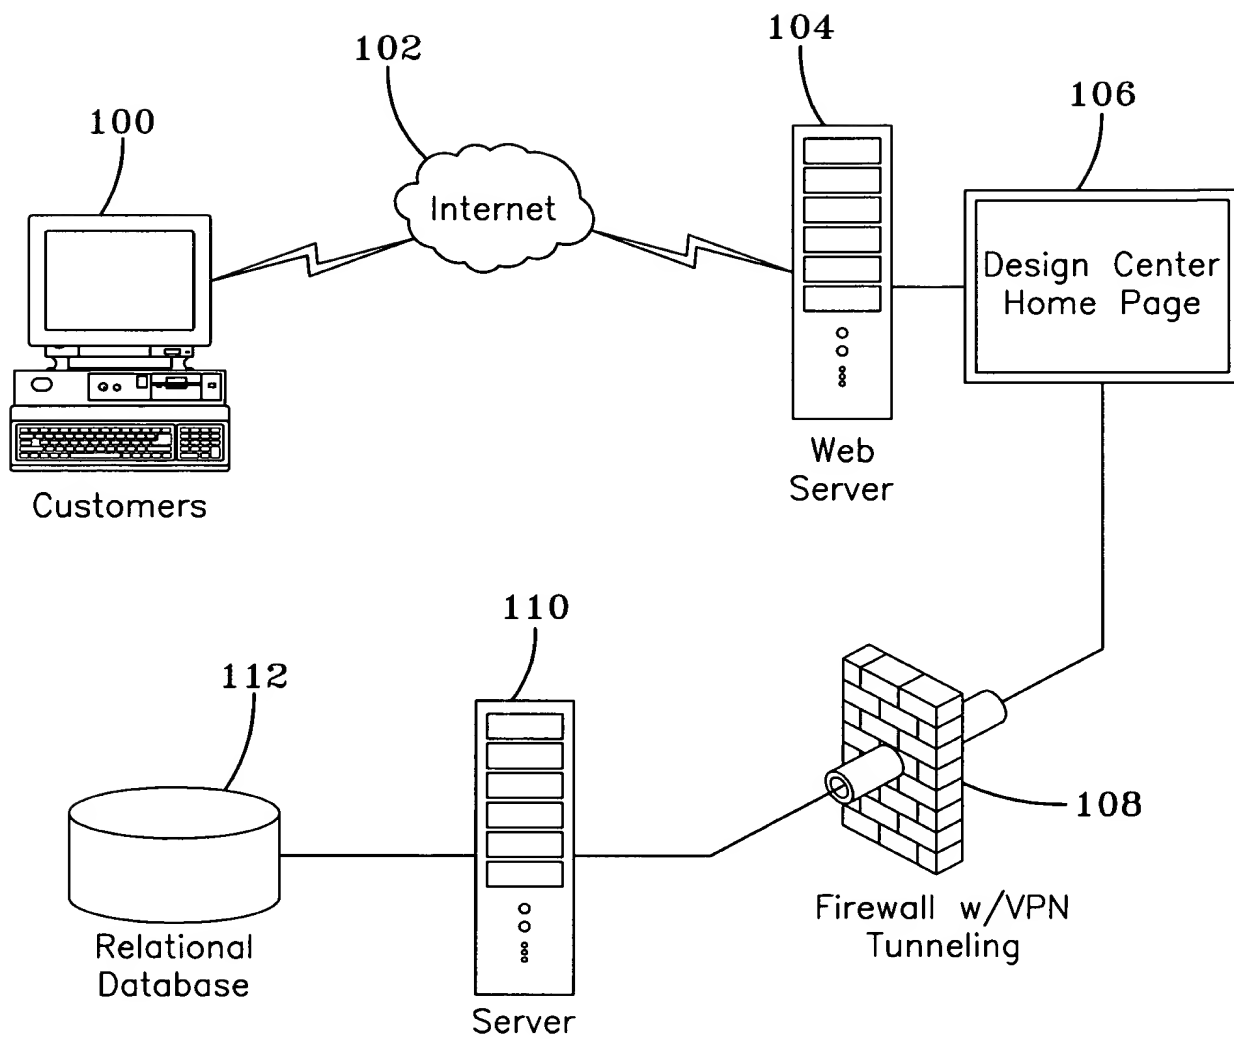 104
102
106
100
Internet
Design Center
Home Page
Web
Server
Customers
110
112
108
Firewall w/VPN
Tunneling
Relational
Database
Server